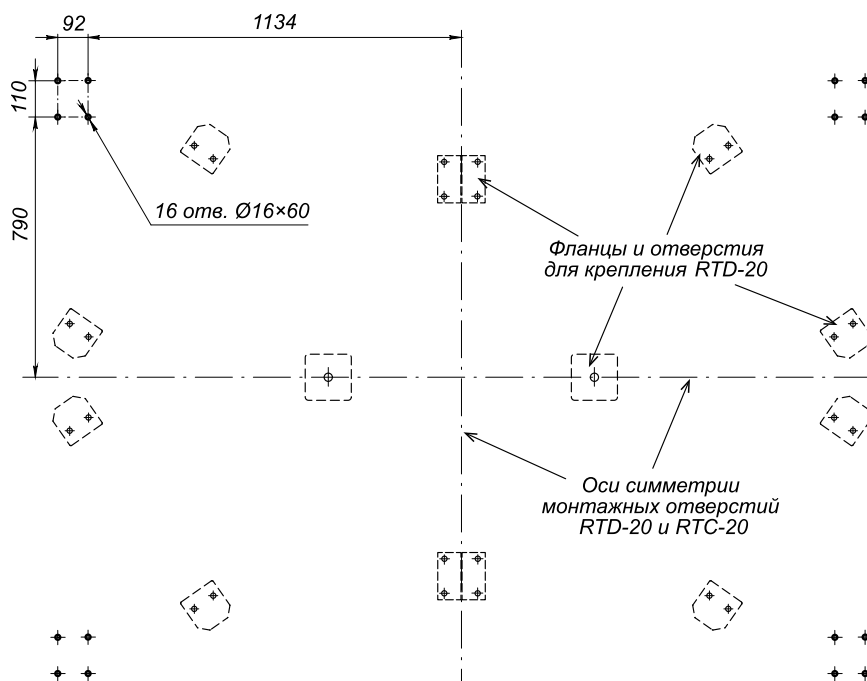 92
1134
110
790
16 отв. Ø16×60
Фланцы и отверстия
для крепления RTD-20
Оси симметрии
монтажных отверстий
RTD-20 и RTC-20